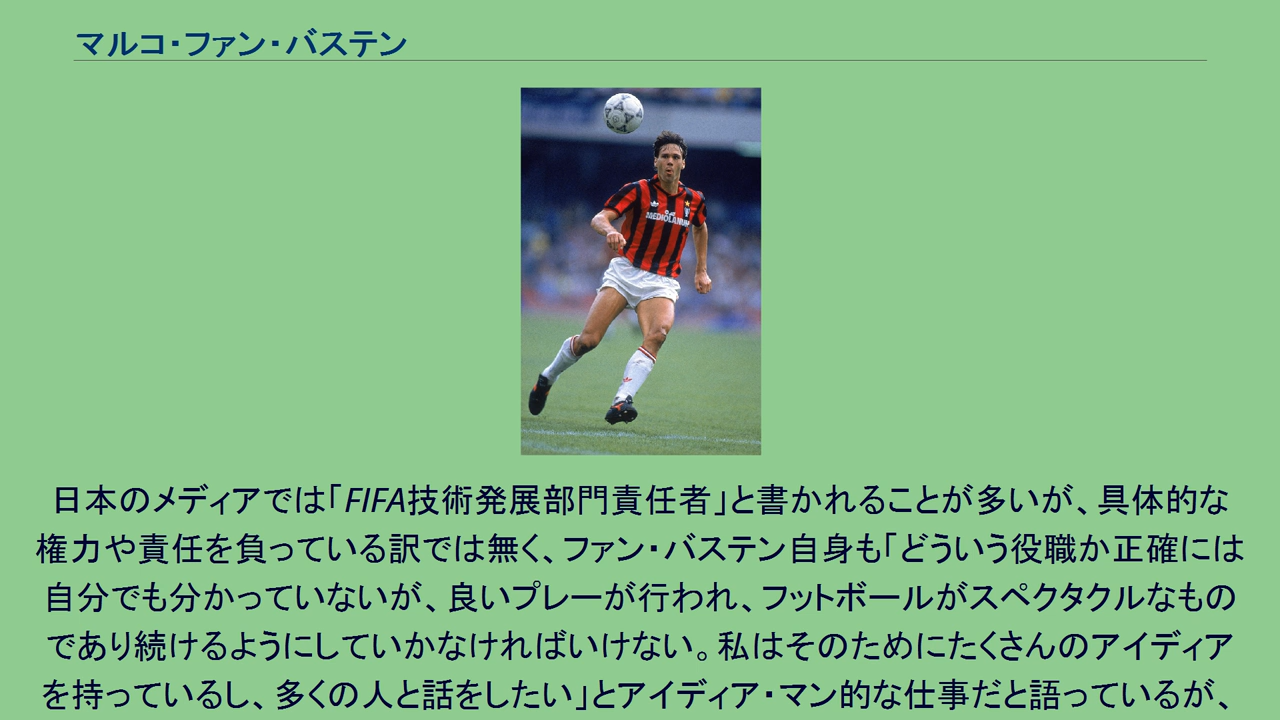 マルコ・ファン・バステン
MEDIOLANUM
日本のメディアでは「FIFA技術発展部門責任者」と書かれることが多いが、具体的な
権力や責任を負っている訳では無く、ファン・バステン自身も「どういう役職か正確には
自分でも分かっていないが、良いプレーが行われ、フットボールがスペクタクルなもの
であり続けるようにしていかなければいけない。私はそのためにたくさんのアイディア
を持っているし、多くの人と話をしたい」とアイディア・マン的な仕事だと語っているが、